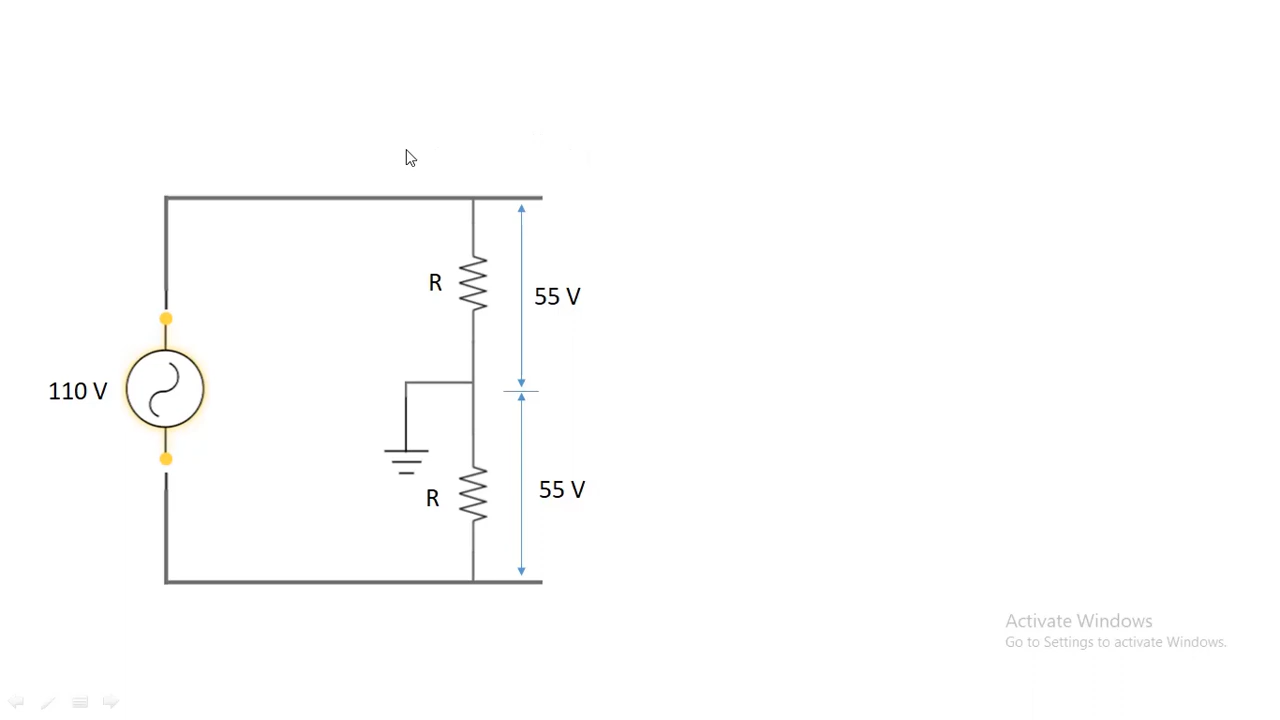 R
55 V
110 V
R
55 V
Activate Windows
Go to Settings to activate Windows.